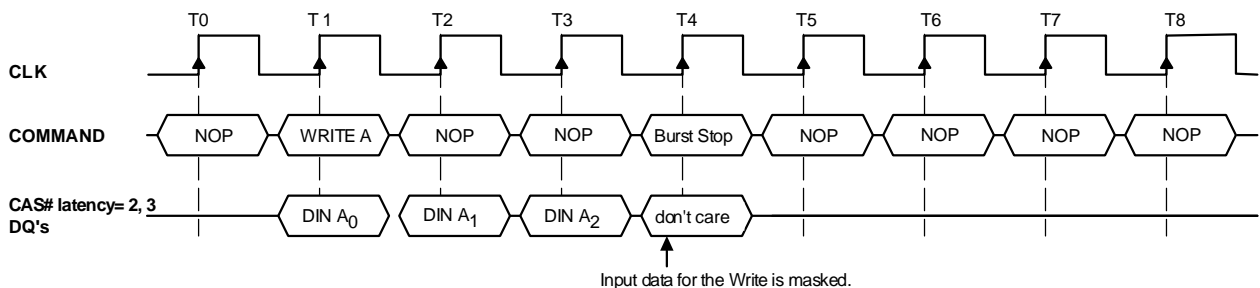 T0 T1 T2 T3 T4 T5 T6 T7 T8
CLK
COMMAND NOP WRITE A NOP NOP Burst Stop NOP NOP NOP NOP
CAS# latency= 2, 3
DQ's DIN A0 DIN A1 DIN A2 don't care
Input data for the Write is masked.